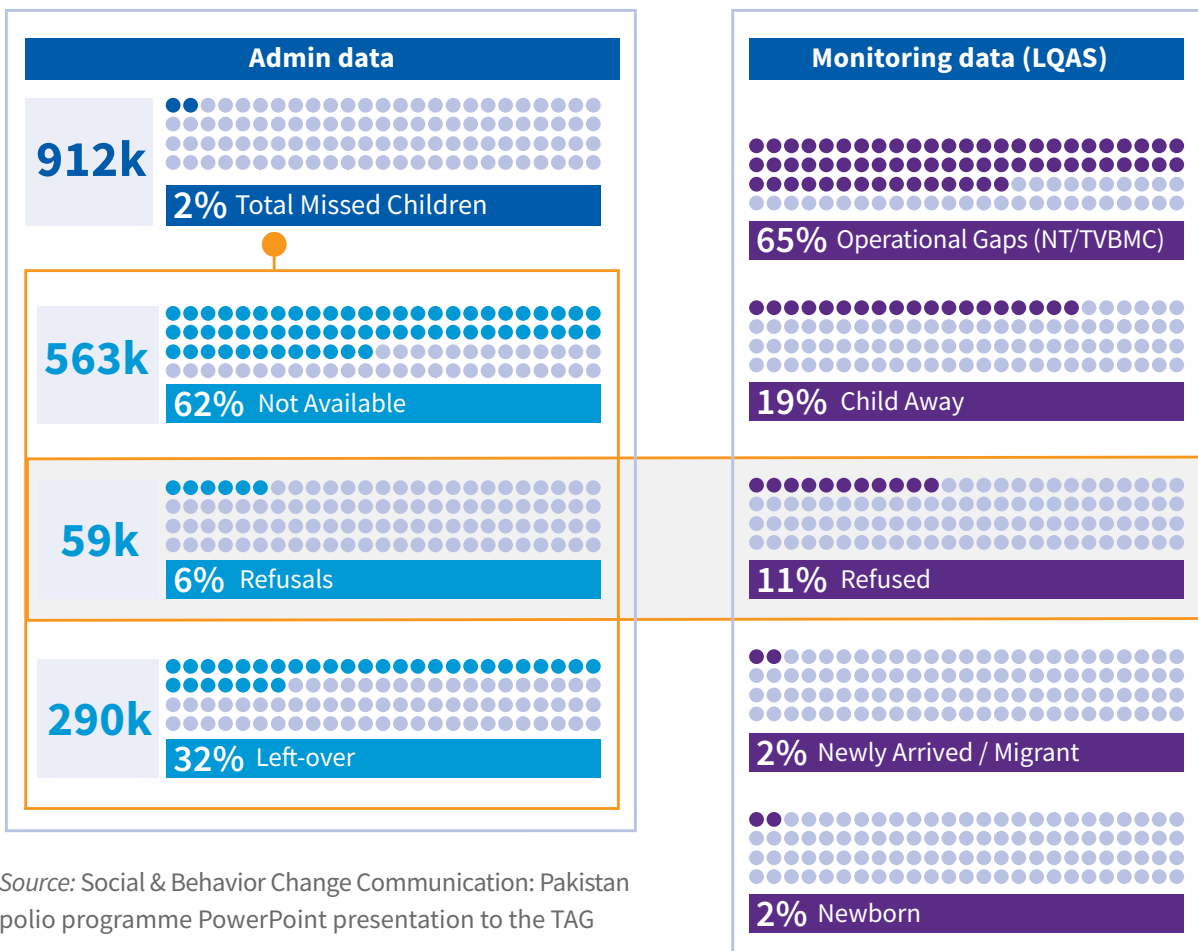 Admin data
912k
2% Total Missed Children
563k
62% Not Available
59k
6% Refusals
290k
32% Left-over
Source: Social & Behavior Change Communication: Pakistan
polio programme PowerPoint presentation to the TAG
Monitoring data (LQAS)
65% Operational Gaps (NT/TVBMC)
19% Child Away
11% Refused
2% Newly Arrived / Migrant
2% Newborn